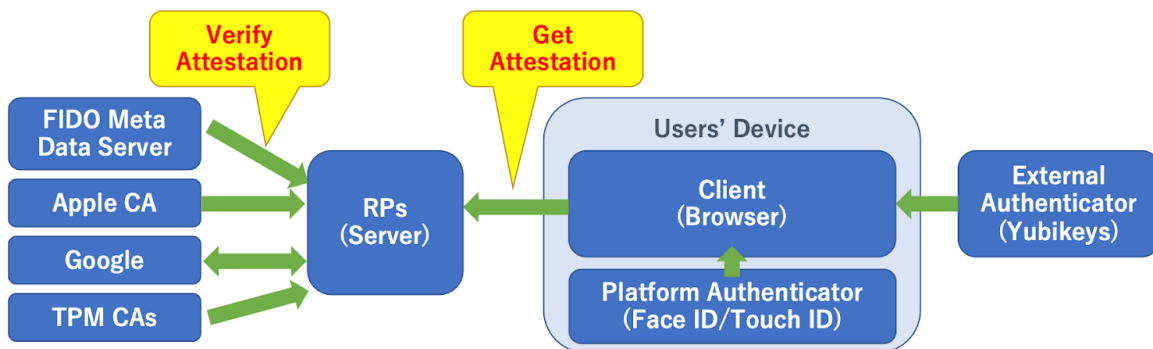 Verify
Attestation
Get
Attestation
FIDO Meta
Data Server
Apple CA
Google
TPM CAs
RPs
(Server)
Users’ Device
Client
(Browser)
Platform Authenticator
(Face ID/Touch ID)
External
Authenticator
(Yubikeys)